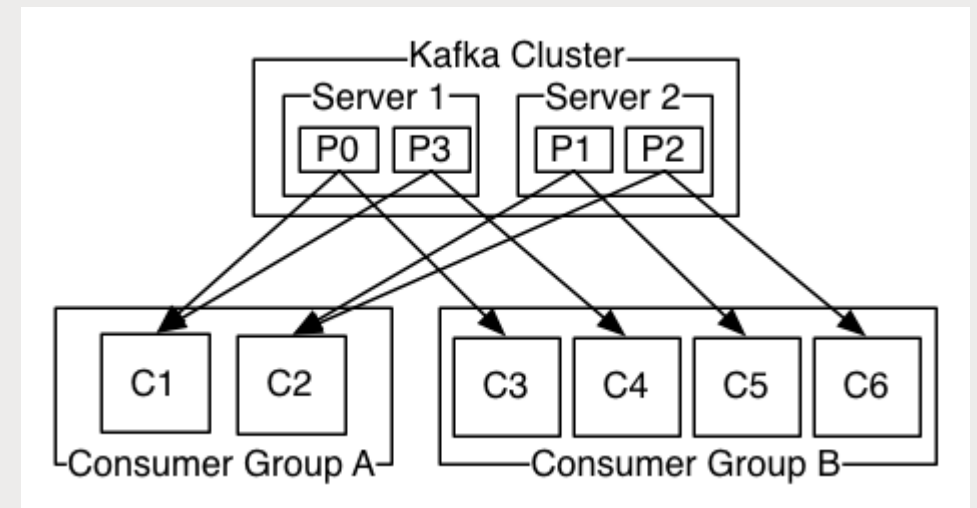 Kafka Cluster
Server 1 Server 2
P0 P3 P1 P2
C1 C2 C3 C4 C5 C6
Consumer Group A Consumer Group B